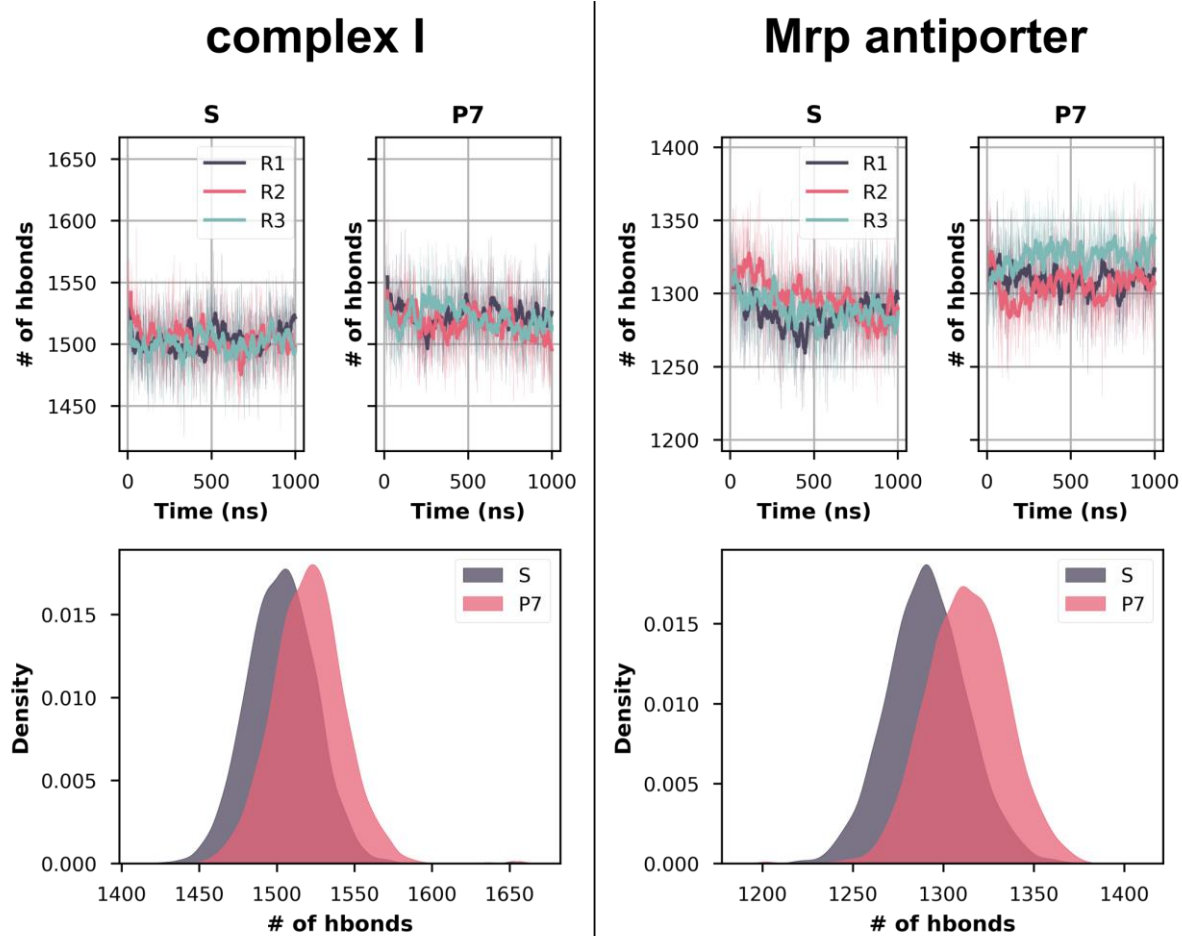 complex I
Mrp antiporter
S
P7
S
P7
1650
1600
1550
1500
1450
# of hbonds
R1
R2
R3
0 500 1000
Time (ns)
# of hbonds
0 500 1000
Time (ns)
1400
1350
1300
1250
1200
# of hbonds
R1
R2
R3
0 500 1000
Time (ns)
# of hbonds
0 500 1000
Time (ns)
S
P7
0.015
0.010
0.005
0.000
Density
1400 1450 1500 1550 1600 1650
# of hbonds
S
P7
0.015
0.010
0.005
0.000
Density
1200 1250 1300 1350 1400
# of hbonds